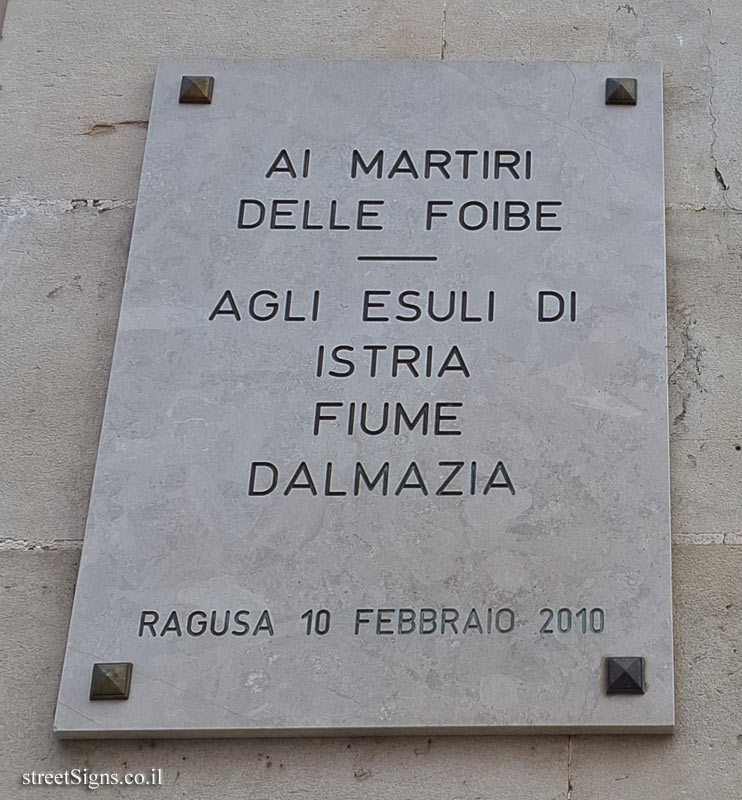 AI MARTIRI
DELLE FOIBE
AGLI ESULI DI
ISTRIA
FIUME
DALMAZIA
RAGUSA 10 FEBBRAIO 2010
streetSigns.co.il